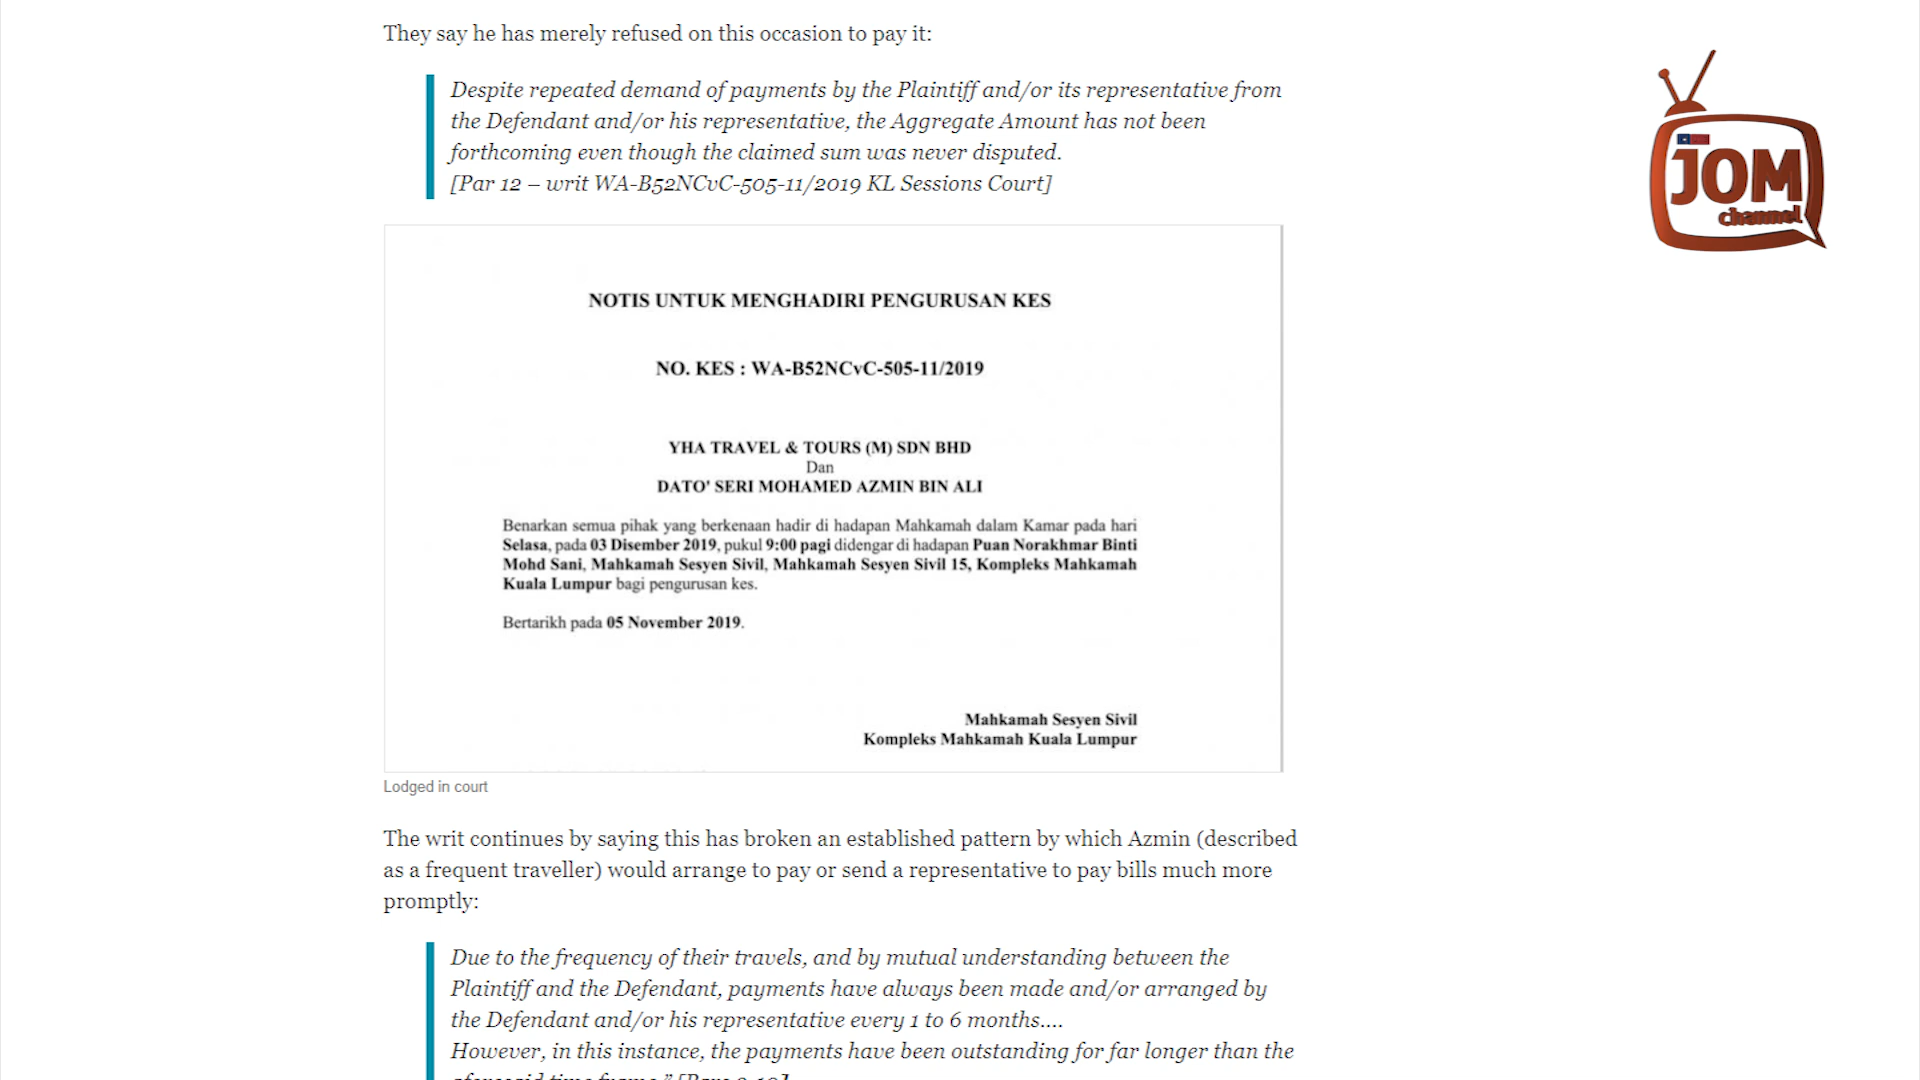 They say he has merely refused on this occasion to pay it:
Despite repeated demand of payments by the Plaintiff and/or its representative from
the Defendant and/or his representative, the Aggregate Amount has not been
forthcoming even though the claimed sum was never disputed.
[Par 12 – writ WA-B52NCvC-505-11/2019 KL Sessions Court]
JOM
channel
NOTIS UNTUK MENGHADIRI PENGURUSAN KES
NO. KES : WA-B52NCvC-505-11/2019
YHA TRAVEL & TOURS (M) SDN BHD
Dan
DATO' SERI MOHAMED AZMIN BIN ALI
Benarkan semua pihak yang berkenaan hadir di hadapan Mahkamah dalam Kamar pada hari
Selasa, pada 03 Disember 2019, pukul 9:00 pagi didengar di hadapan Puan Norakhmar Binti
Mohd Sani, Mahkamah Sesyen Sivil, Mahkamah Sesyen Sivil 15, Kompleks Mahkamah
Kuala Lumpur bagi pengurusan kes.
Bertarikh pada 05 November 2019.
Mahkamah Sesyen Sivil
Kompleks Mahkamah Kuala Lumpur
Lodged in court
The writ continues by saying this has broken an established pattern by which Azmin (described
as a frequent traveller) would arrange to pay or send a representative to pay bills much more
promptly:
Due to the frequency of their travels, and by mutual understanding between the
Plaintiff and the Defendant, payments have always been made and/or arranged by
the Defendant and/or his representative every 1 to 6 months....
However, in this instance, the payments have been outstanding for far longer than the